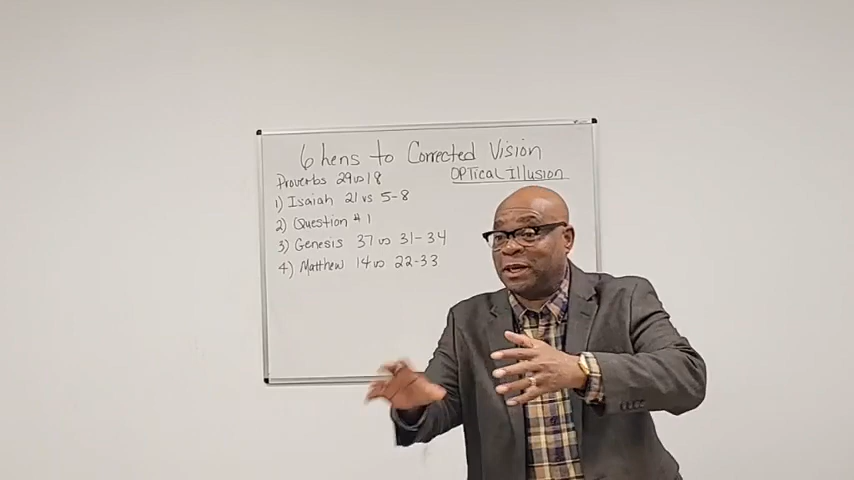 6 hens to Corrected Vision
OPTical Illusion
Proverbs 29 vs 18
1) Isaiah 21 vs 5-8
2) Question # 1
3) Genesis 37 vs 31-34
4) Matthew 14 vs 22-33